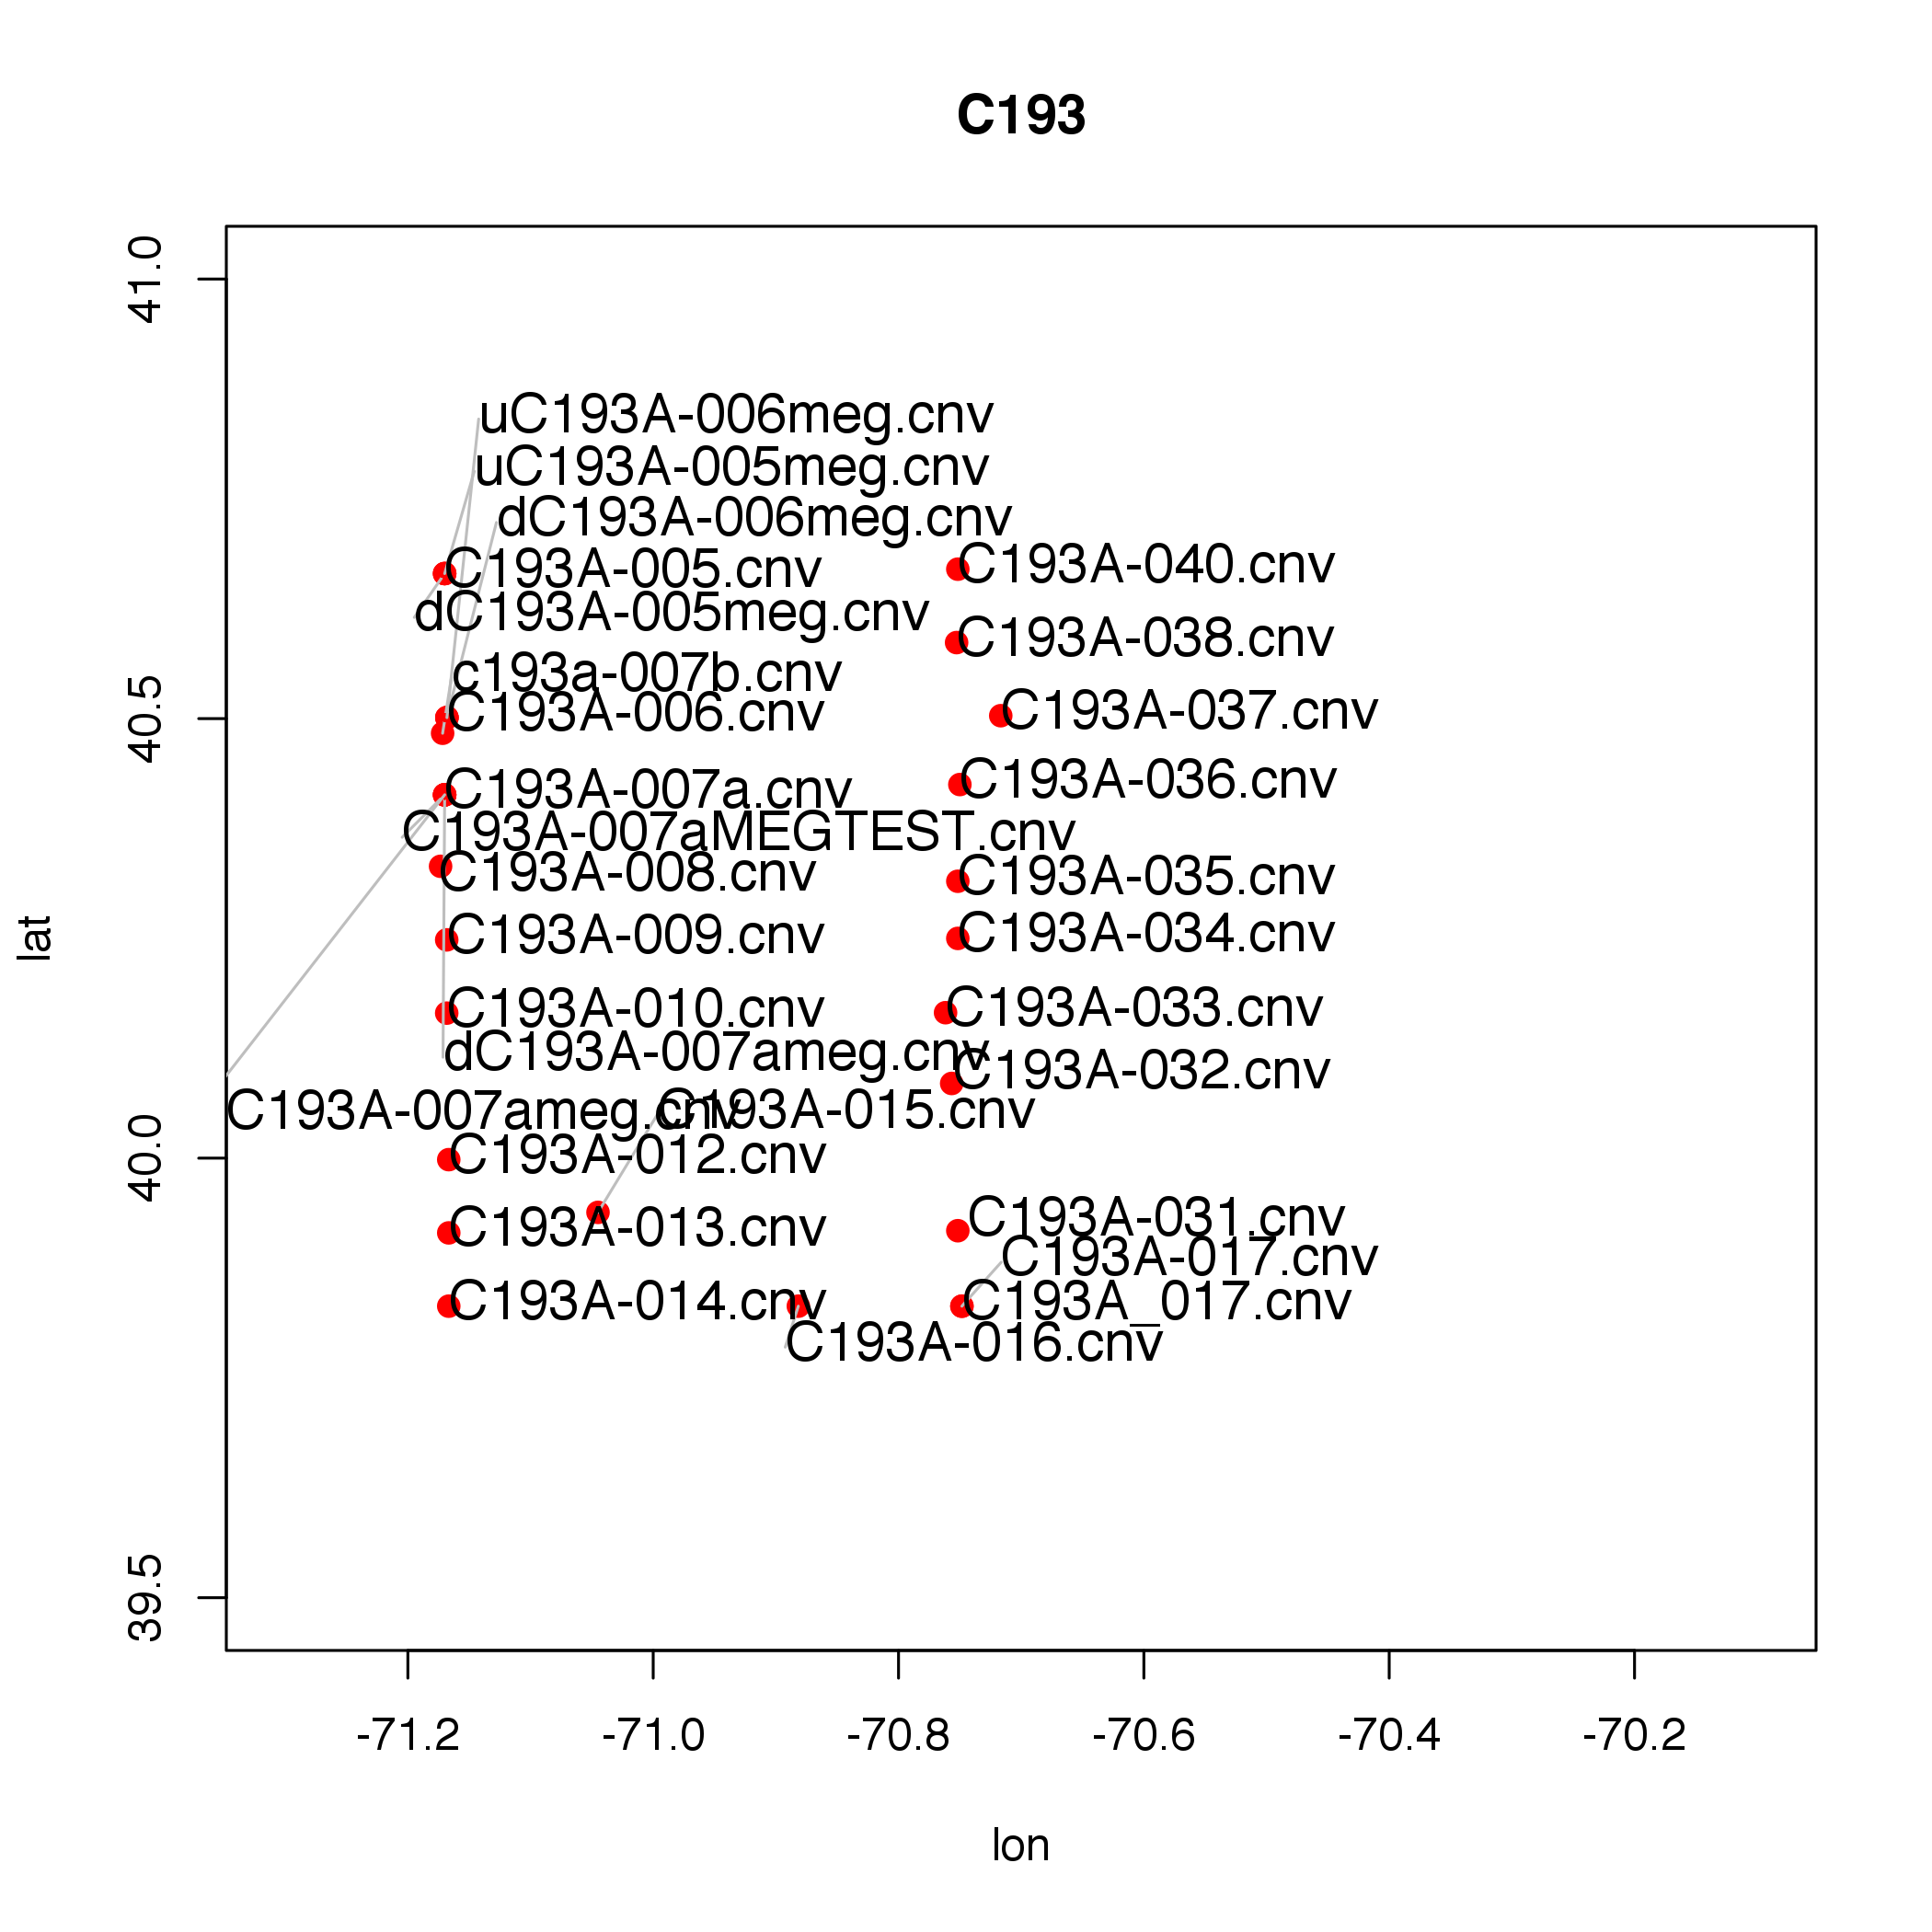 C193
41.0
40.5
40.0
39.5
lat
uC193A-006meg.cnv
uC193A-005meg.cnv
dC193A-006meg.cnv
C193A-005.cnv
C193A-040.cnv
dC193A-005meg.cnv
C193A-038.cnv
c193a-007b.cnv
C193A-006.cnv
C193A-037.cnv
C193A-007a.cnv
C193A-036.cnv
C193A-007aMEGTEST.cnv
C193A-008.cnv
C193A-035.cnv
C193A-009.cnv
C193A-034.cnv
C193A-010.cnv
C193A-033.cnv
dC193A-007ameg.cnv
C193A-032.cnv
C193A-007ameg.cnv
C193A-015.cnv
C193A-012.cnv
C193A-013.cnv
C193A-031.cnv
C193A-017.cnv
C193A-014.cnv
C193A_017.cnv
C193A-016.cnv
-71.2 -71.0 -70.8 -70.6 -70.4 -70.2
lon